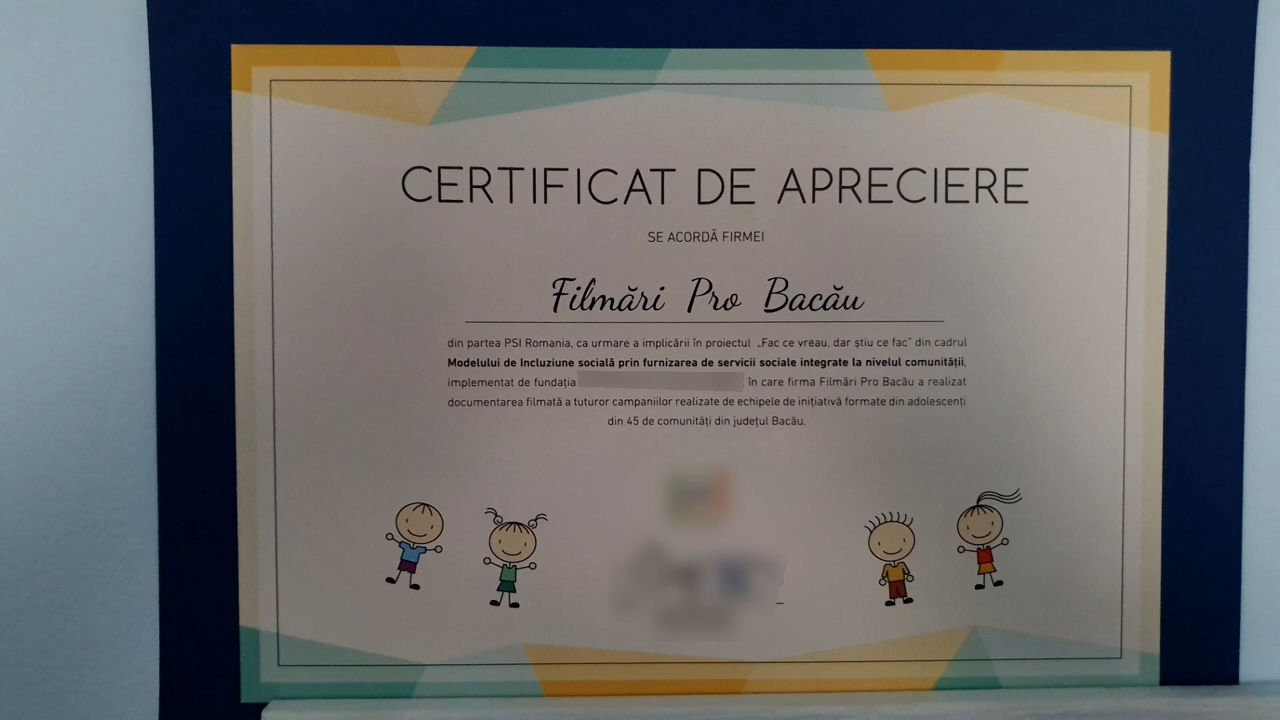 CERTIFICAT DE APRECIERE
SE ACORDĂ FIRMEI
Filmări Pro Bacău
din partea PSI Romania, ca urmare a implicării în proiectul „Fac ce vreau, dar știu ce fac” din cadrul
Modelului de Incluziune socială prin furnizarea de servicii sociale integrate la nivelul comunității,
implementat de fundația , în care firma Filmări Pro Bacău a realizat
documentarea filmată a tuturor campaniilor realizate de echipele de inițiativă formate din adolescenți
din 45 de comunități din județul Bacău.